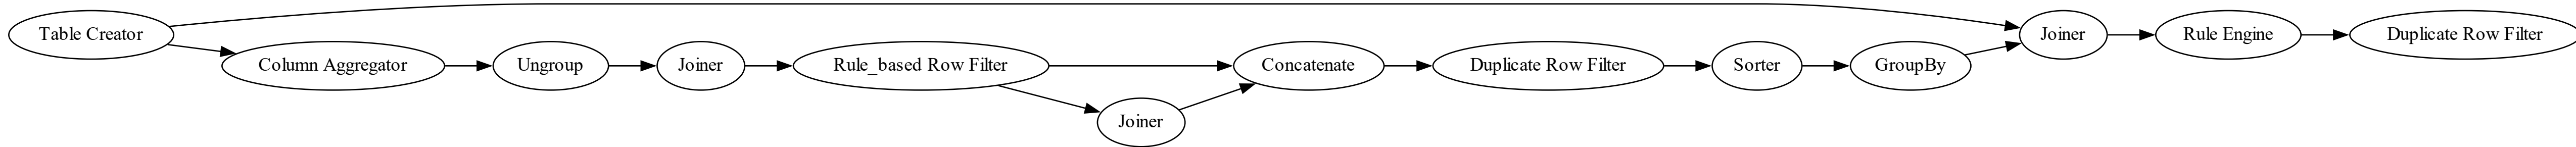 Table Creator
Column Aggregator
Ungroup
Joiner
Rule_based Row Filter
Joiner
Concatenate
Duplicate Row Filter
Sorter
GroupBy
Joiner
Rule Engine
Duplicate Row Filter